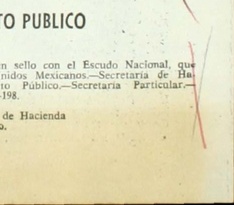 TO PUBLICO
n sello con el Escudo Nacional, que
nidos Mexicanos.—Secretaría de Ha-
to Público.—Secretaría Particular.—
-198.
de Hacienda
o.